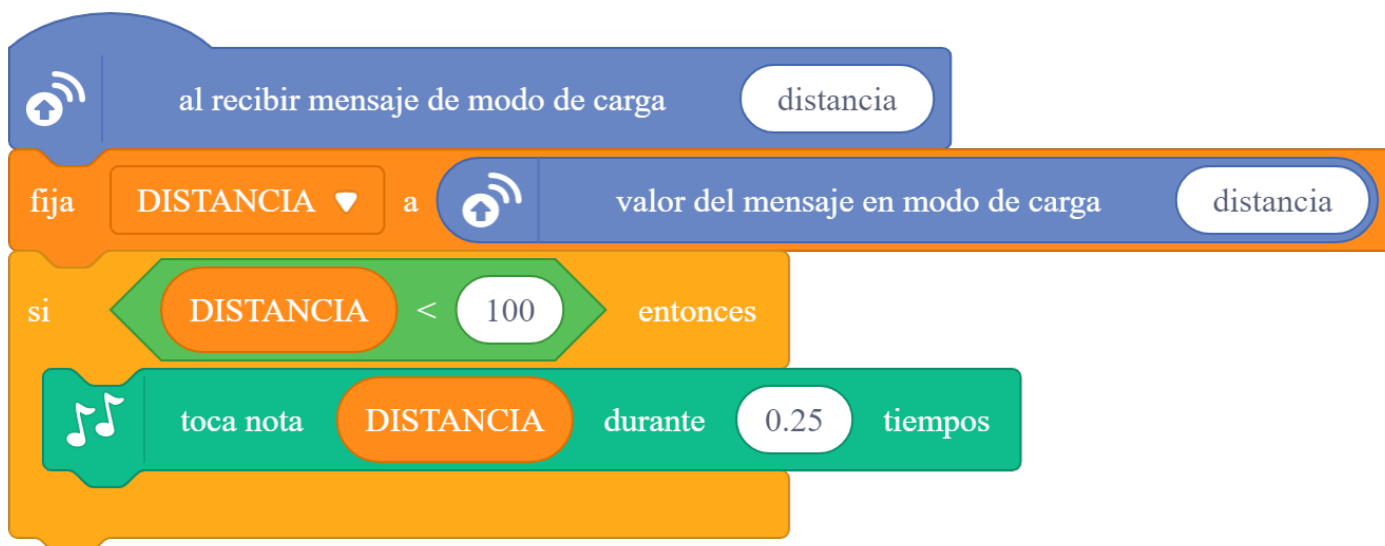 al recibir mensaje de modo de carga distancia
fija DISTANCIA a valor del mensaje en modo de carga distancia
si DISTANCIA < 100 entonces
toca nota DISTANCIA durante 0.25 tiempos